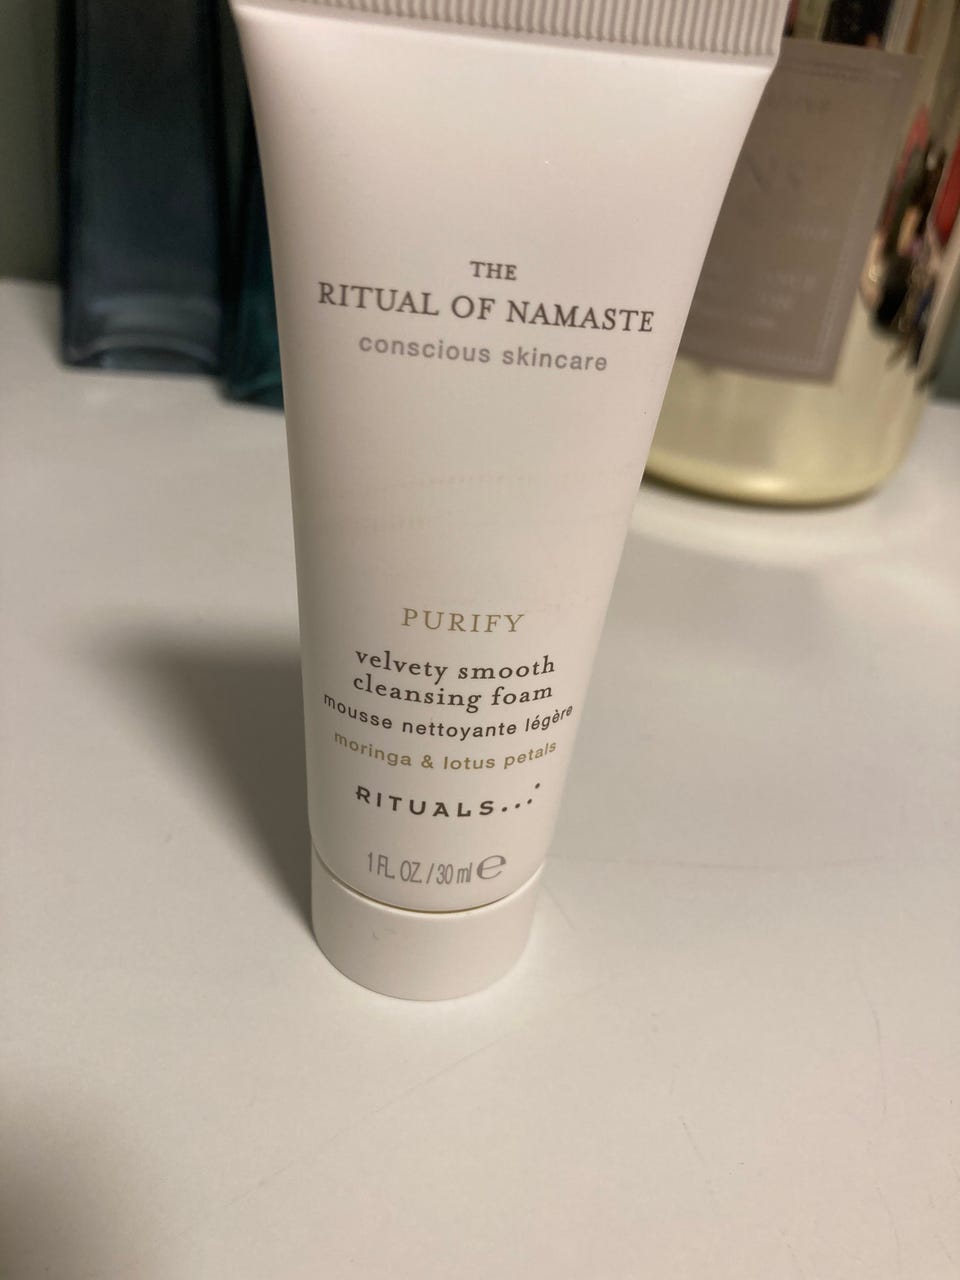 THE
RITUAL OF NAMASTE
conscious skincare
PURIFY
velvety smooth
cleansing foam
mousse nettoyante légère
moringa & lotus petals
RITUALS...
1 FL. OZ. / 30 ml ℮